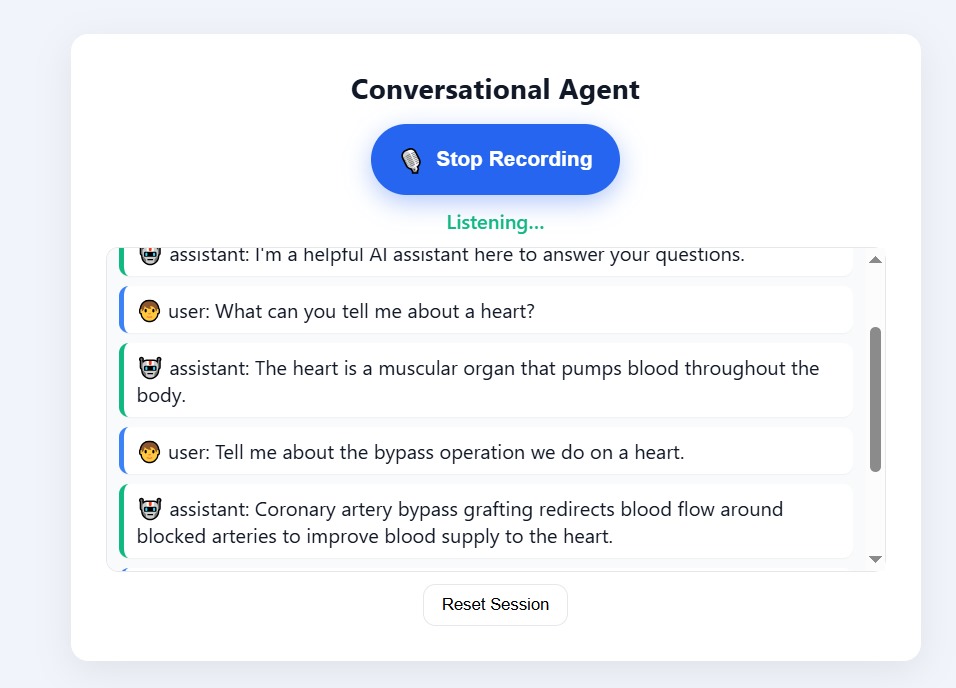 Conversational Agent
Stop Recording
Listening...
assistant: I'm a helpful AI assistant here to answer your questions.
user: What can you tell me about a heart?
assistant: The heart is a muscular organ that pumps blood throughout the
body.
user: Tell me about the bypass operation we do on a heart.
assistant: Coronary artery bypass grafting redirects blood flow around
blocked arteries to improve blood supply to the heart.
Reset Session